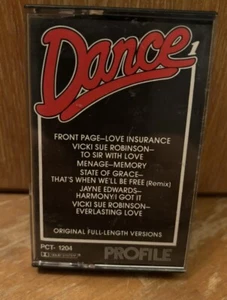 Dance 1
FRONT PAGE–LOVE INSURANCE
VICKI SUE ROBINSON–
TO SIR WITH LOVE
MENAGE–MEMORY
STATE OF GRACE–
THAT'S WHEN WE'LL BE FREE (Remix)
JAYNE EDWARDS–
HARMONY/I GOT IT
VICKI SUE ROBINSON–
EVERLASTING LOVE
ORIGINAL FULL-LENGTH VERSIONS
PCT- 1204
PROFILE